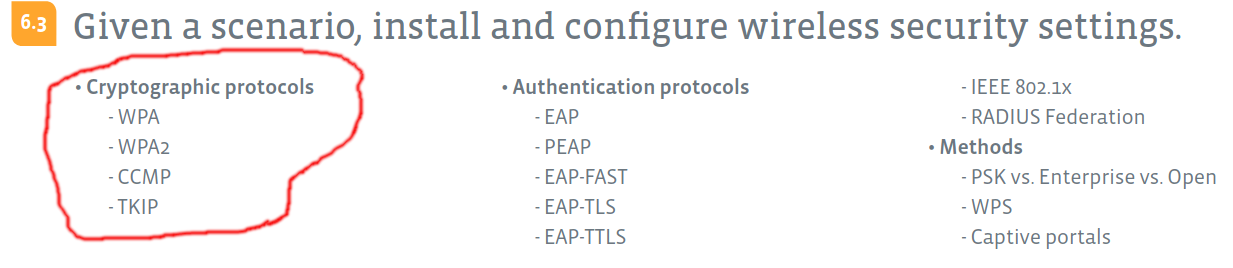 6.3 Given a scenario, install and configure wireless security settings.
• Cryptographic protocols
- WPA
- WPA2
- CCMP
- TKIP
• Authentication protocols
- EAP
- PEAP
- EAP-FAST
- EAP-TLS
- EAP-TTLS
- IEEE 802.1x
- RADIUS Federation
• Methods
- PSK vs. Enterprise vs. Open
- WPS
- Captive portals